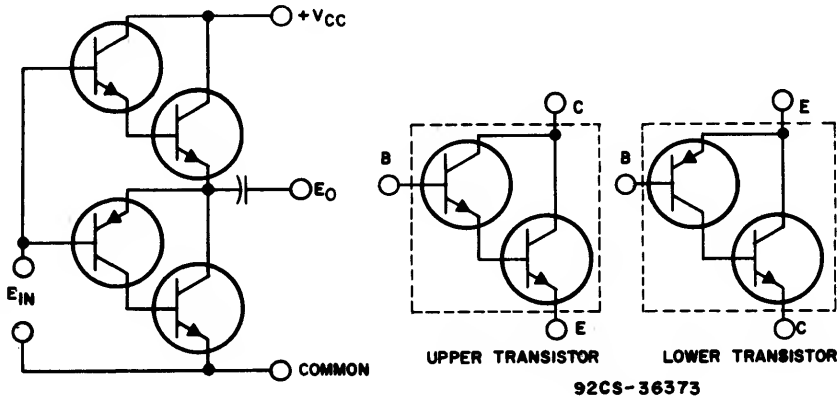 +VCC
EO
EIN
COMMON
C
B
E
UPPER TRANSISTOR
E
B
C
LOWER TRANSISTOR
92CS-36373